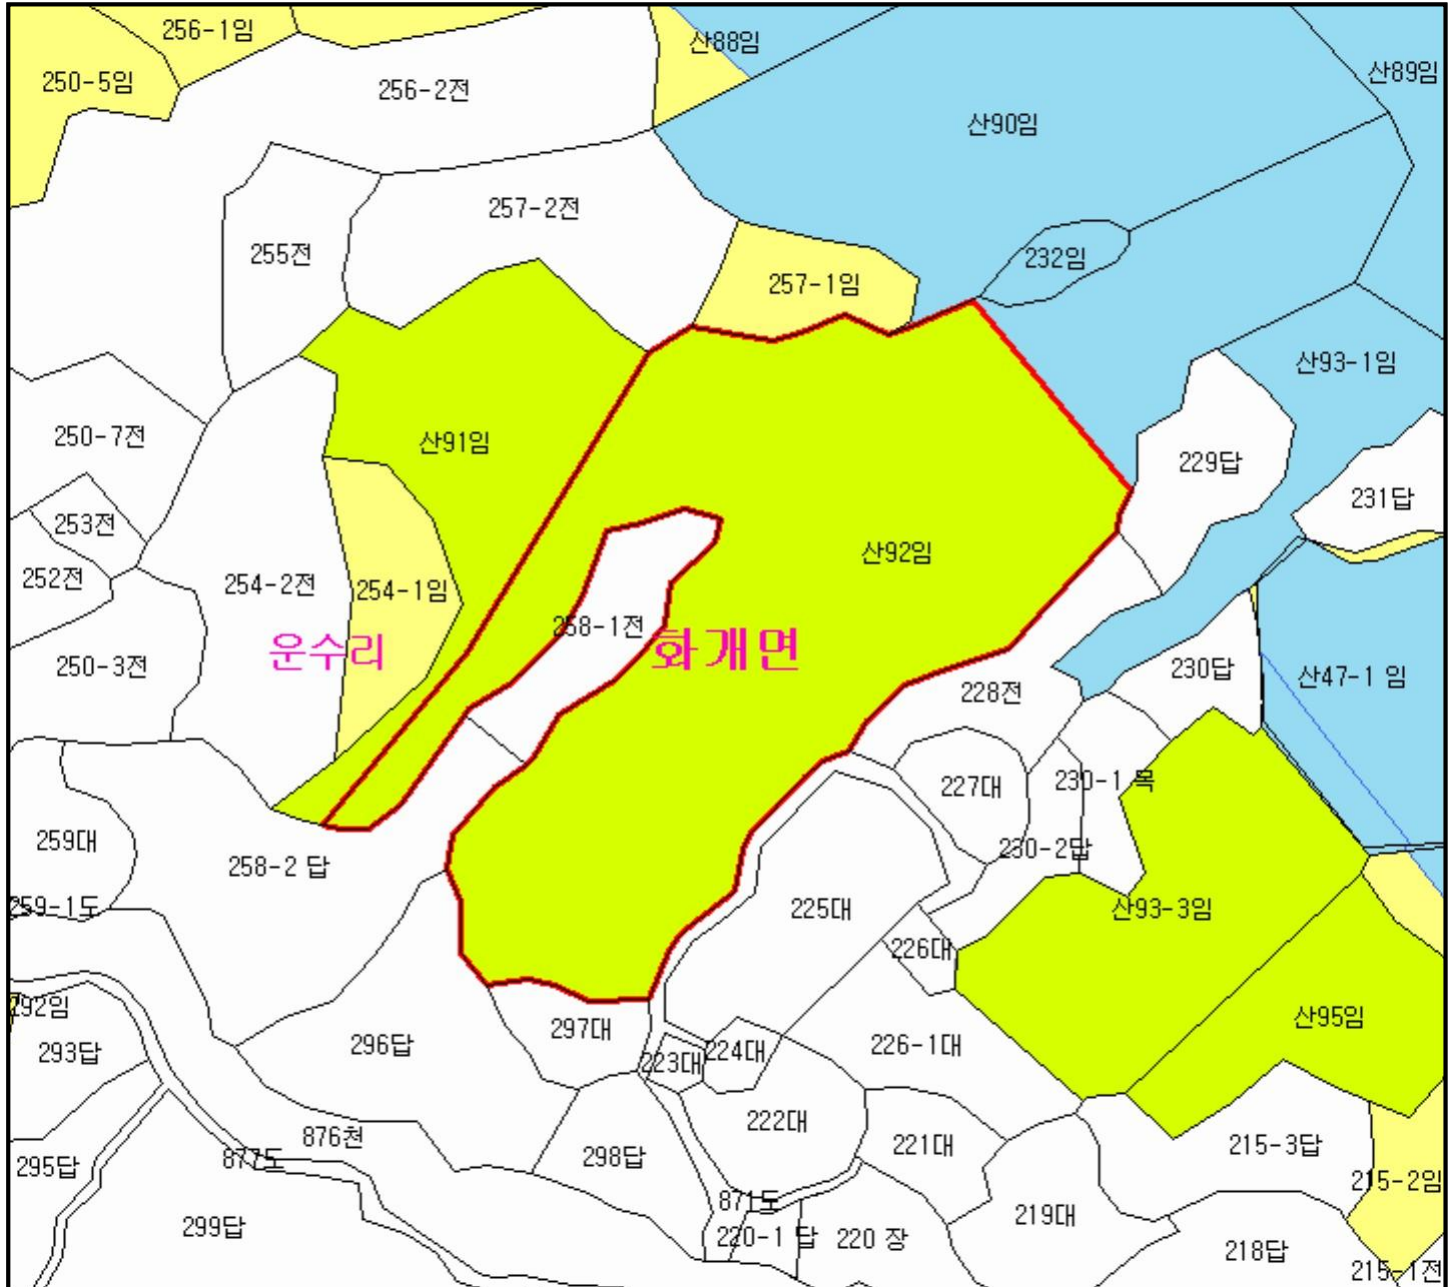 256-1임
산88임
250-5임
산89임
256-2전
산90임
257-2전
255전
232임
257-1임
산93-1임
250-7전
산91임
229답
231답
253전
산92임
252전
254-2전
254-1임
258-1전
운수리
화개면
250-3전
228전
230답
산47-1 임
227대
230-1 목
259대
258-2 답
230-2답
259-1도
225대
산93-3임
226대
292임
산95임
293답
296답
297대
223대
224대
226-1대
222대
876천
877도
298답
221대
215-3답
295답
215-2임
871도
299답
220-1 답
220 장
219대
218답
215-1전